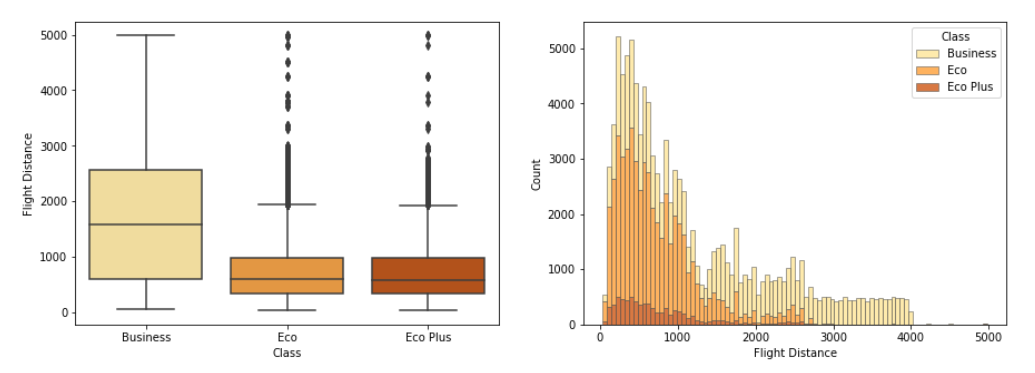 Flight Distance
5000
4000
3000
2000
1000
0
Business Eco Eco Plus
Class
Count
5000
4000
3000
2000
1000
0
Class
Business
Eco
Eco Plus
0 1000 2000 3000 4000 5000
Flight Distance